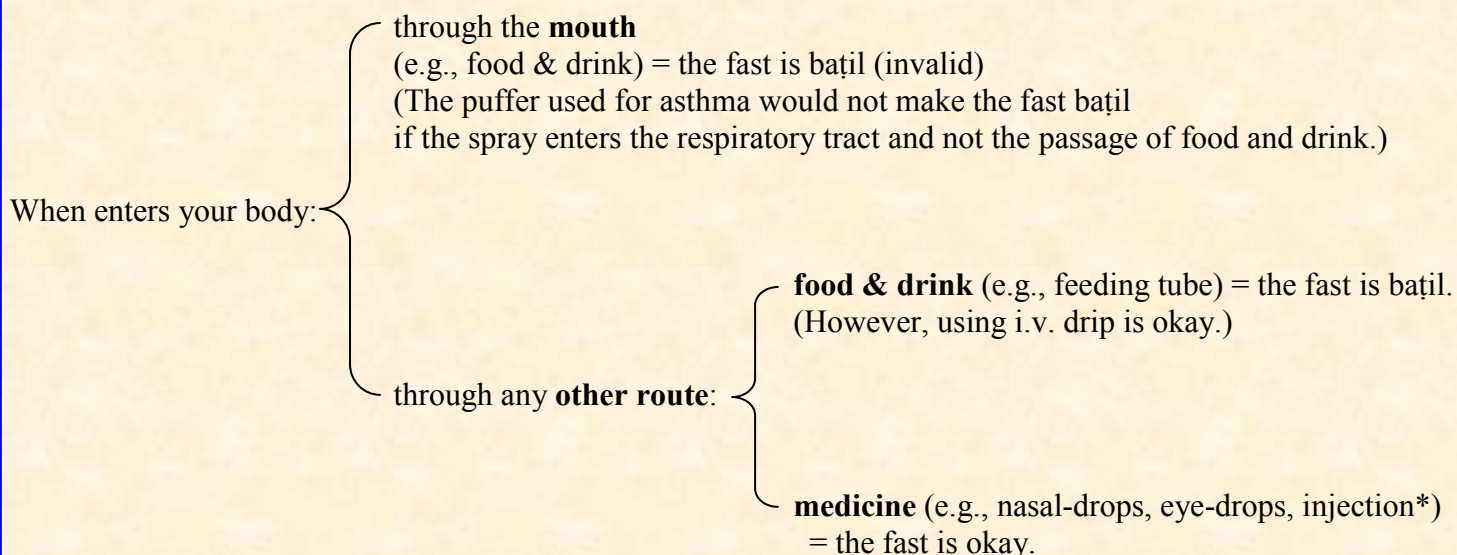 through the mouth
(e.g., food & drink) = the fast is baṭil (invalid)
(The puffer used for asthma would not make the fast baṭil
if the spray enters the respiratory tract and not the passage of food and drink.)
When enters your body:
through any other route:
food & drink (e.g., feeding tube) = the fast is baṭil.
(However, using i.v. drip is okay.)
medicine (e.g., nasal-drops, eye-drops, injection*)
= the fast is okay.